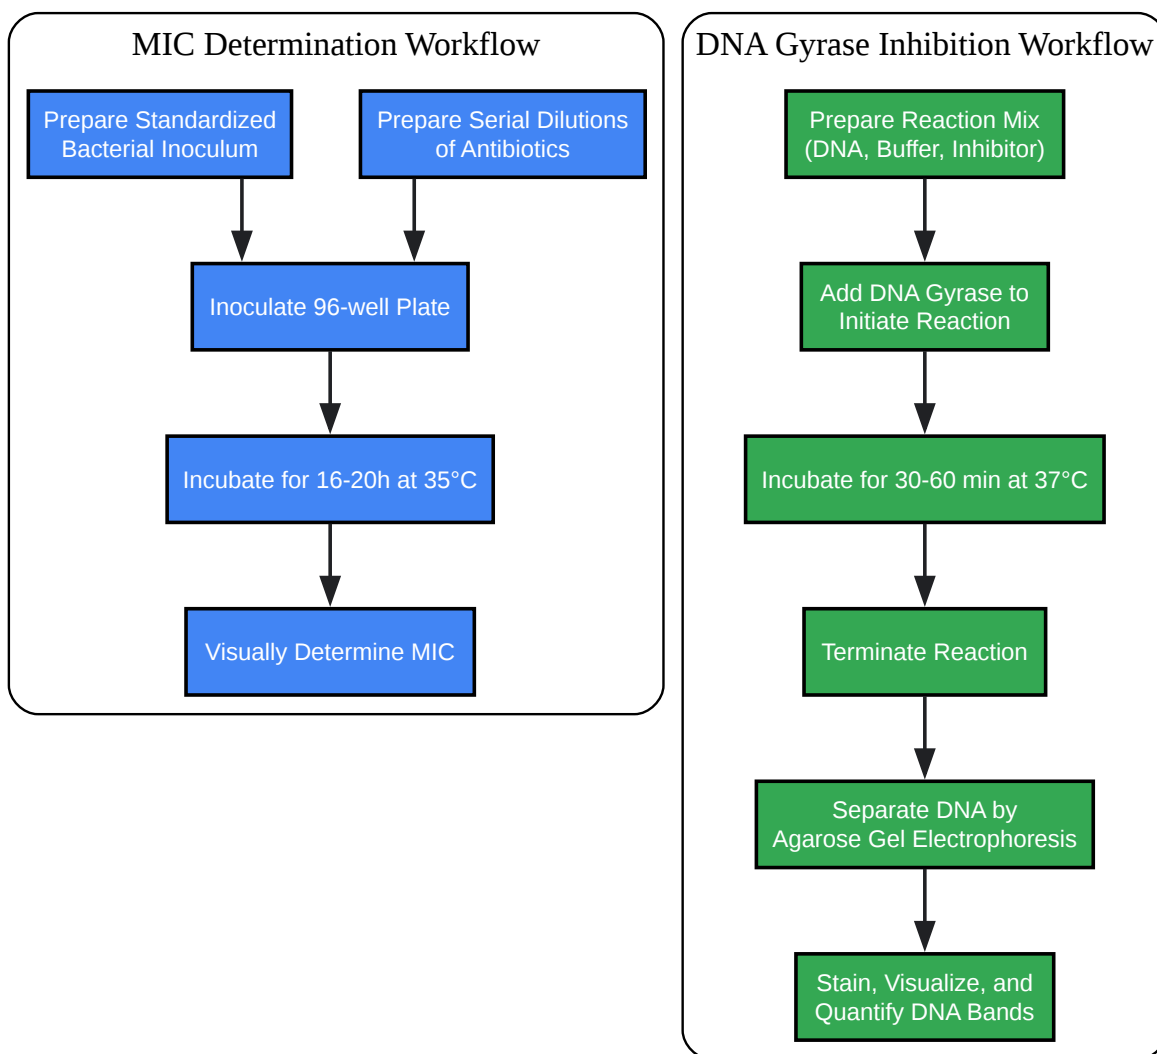 MIC Determination Workflow
Prepare Standardized
Bacterial Inoculum
Prepare Serial Dilutions
of Antibiotics
Inoculate 96-well Plate
Incubate for 16-20h at 35°C
Visually Determine MIC
DNA Gyrase Inhibition Workflow
Prepare Reaction Mix
(DNA, Buffer, Inhibitor)
Add DNA Gyrase to
Initiate Reaction
Incubate for 30-60 min at 37°C
Terminate Reaction
Separate DNA by
Agarose Gel Electrophoresis
Stain, Visualize, and
Quantify DNA Bands